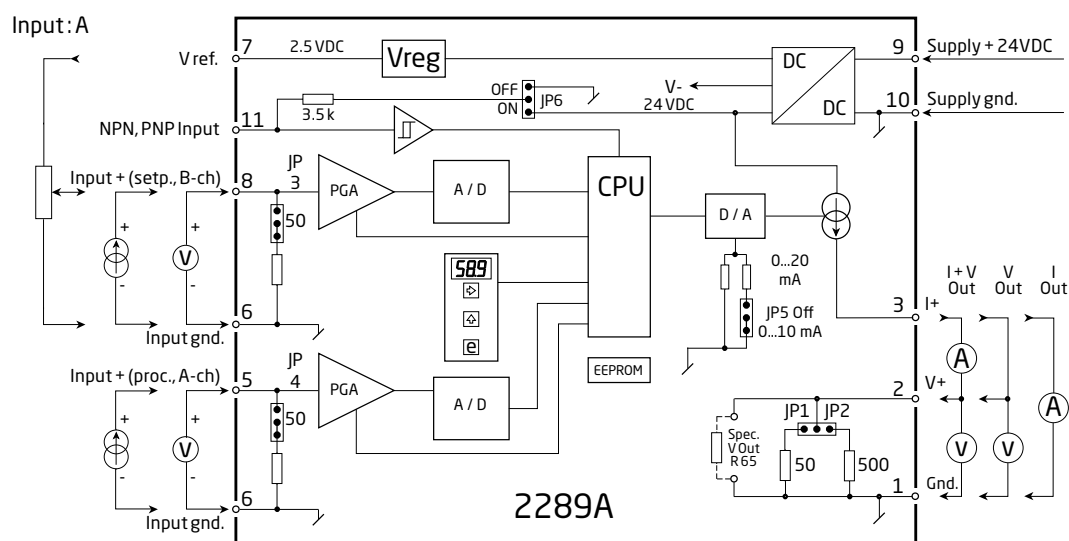 Input: A
V ref.
7
2.5 VDC
Vreg
DC
DC
9
Supply + 24VDC
V-
24 VDC
10
Supply gnd.
OFF
ON
JP6
3.5 k
NPN, PNP Input
11
Input + (setp., B-ch)
8
JP
3
PGA
A / D
CPU
50
+
-
V
+
-
D / A
58.9
e
0...20
mA
JP5 Off
0...10 mA
6
Input gnd.
3
I+
I + V
Out
V
Out
I
Out
A
EEPROM
Input + (proc., A-ch)
5
JP
4
PGA
A / D
50
+
-
V
+
-
2
V+
A
JP1
JP2
Spec.
V Out
R 65
50
500
V
V
6
Input gnd.
2289A
1
Gnd.